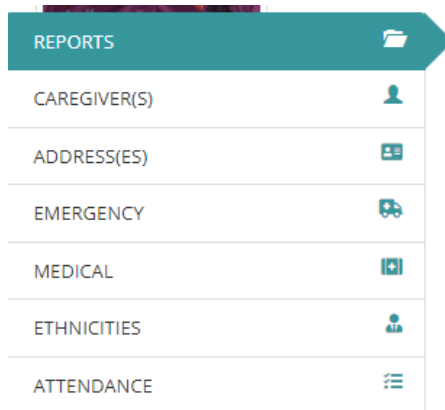 REPORTS
CAREGIVER(S)
ADDRESS(ES)
EMERGENCY
MEDICAL
ETHNICITIES
ATTENDANCE